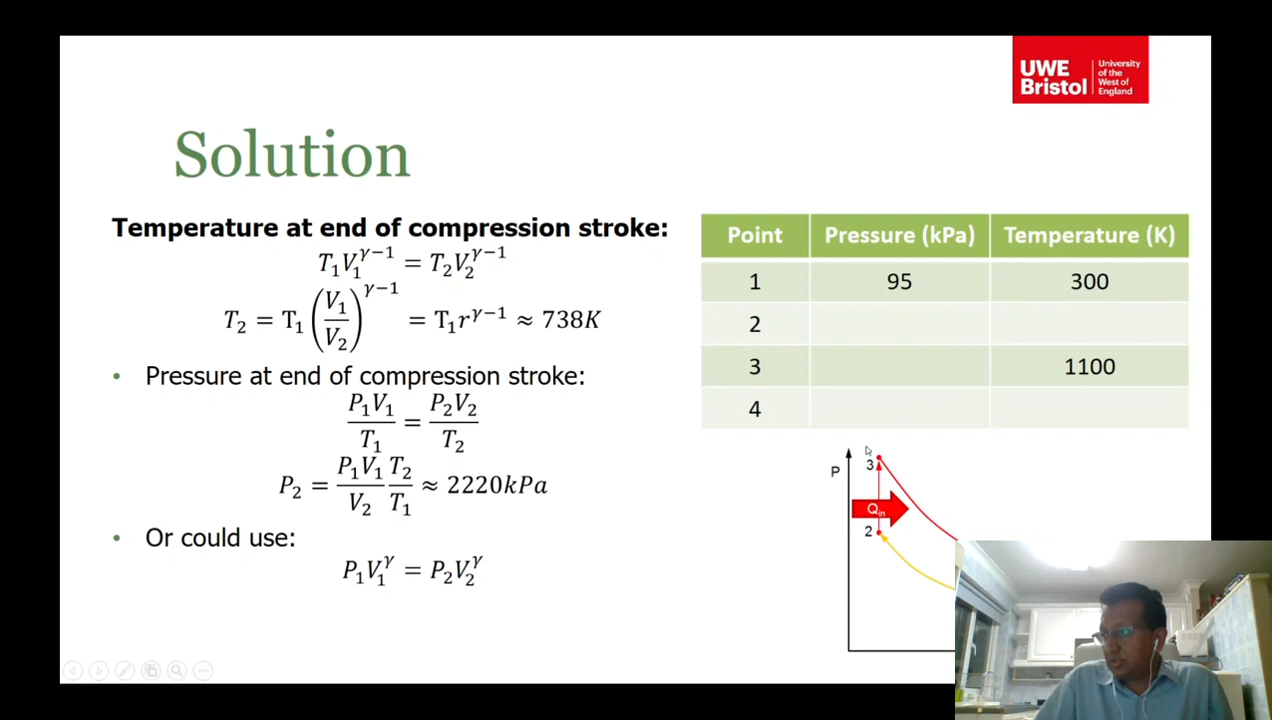 UWE Bristol
University of the West of England
Solution
Temperature at end of compression stroke:
T₁V₁^{γ−1} = T₂V₂^{γ−1}
T₂ = T₁(V₁/V₂)^{γ−1} = T₁r^{γ−1} ≈ 738K
• Pressure at end of compression stroke:
P₁V₁/T₁ = P₂V₂/T₂
P₂ = P₁V₁/V₂ T₂/T₁ ≈ 2220kPa
• Or could use:
P₁V₁^γ = P₂V₂^γ
Point Pressure (kPa) Temperature (K)
1 95 300
2
3 1100
4
P
3
Qin
2